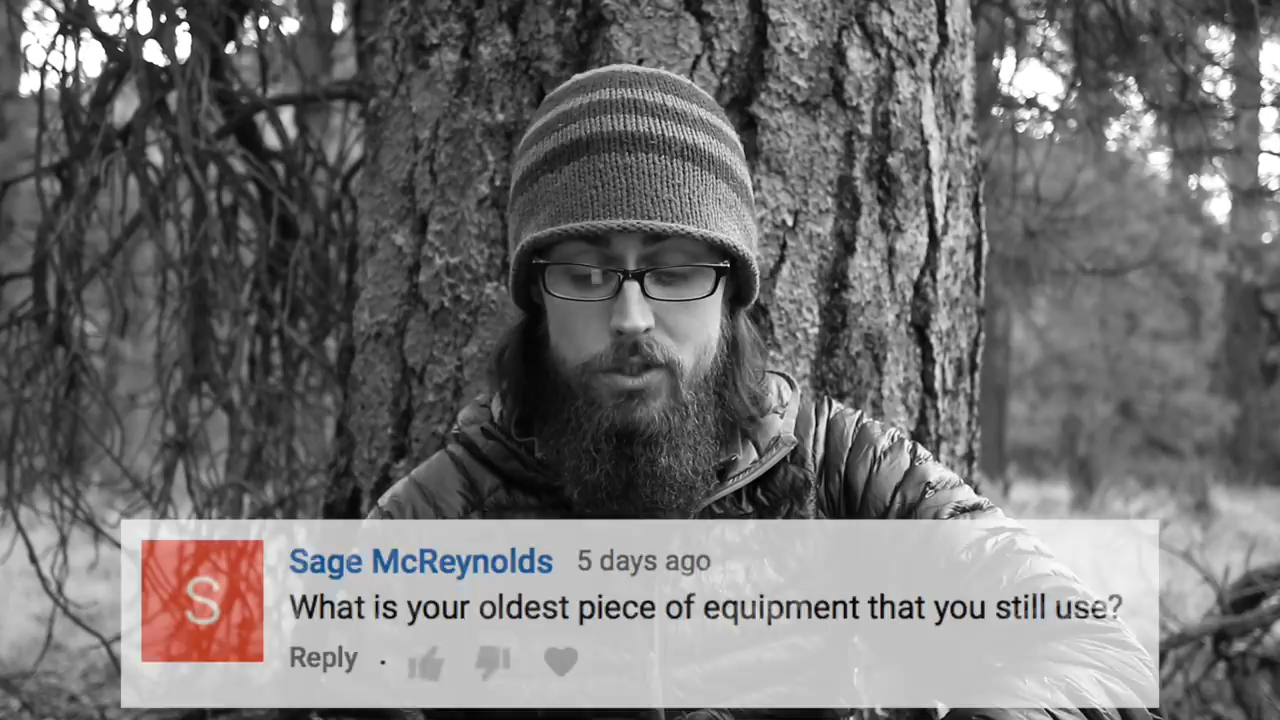 S
Sage McReynolds 5 days ago
What is your oldest piece of equipment that you still use?
Reply ·